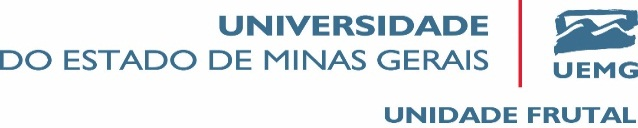 UNIVERSIDADE
DO ESTADO DE MINAS GERAIS
UEMG
UNIDADE FRUTAL